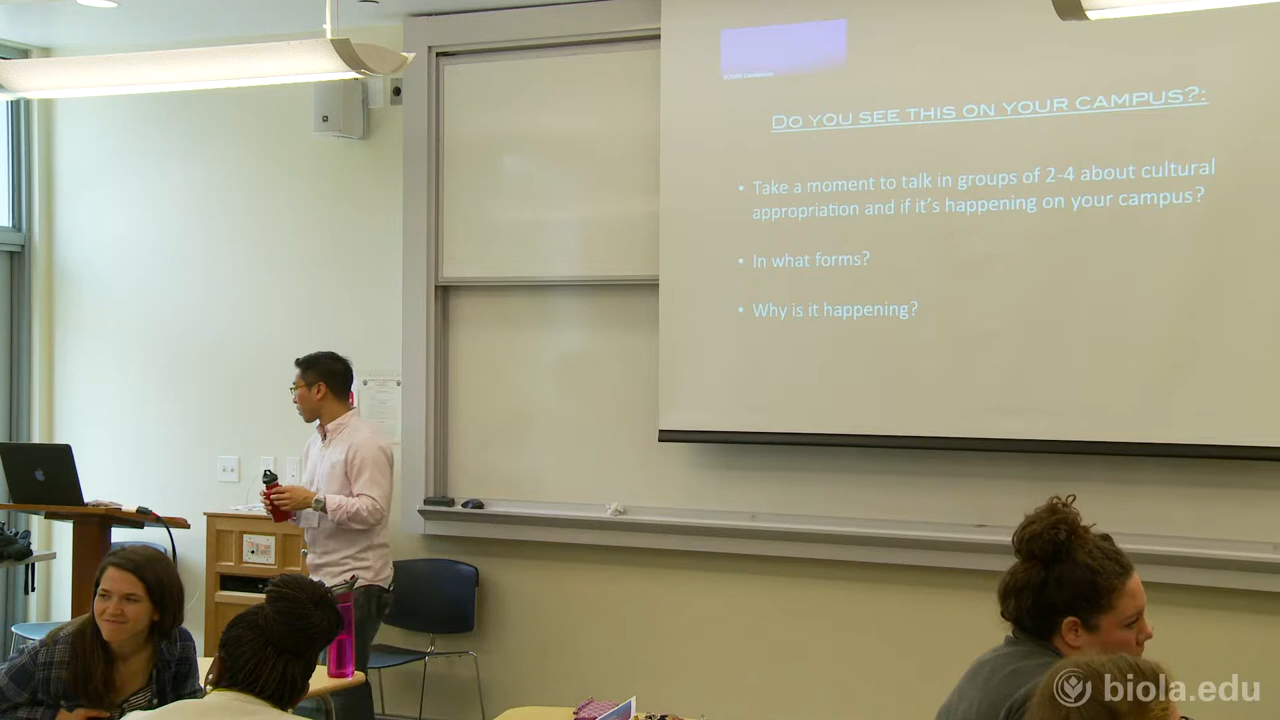 DO YOU SEE THIS ON YOUR CAMPUS?:
• Take a moment to talk in groups of 2-4 about cultural
appropriation and if it's happening on your campus?
• In what forms?
• Why is it happening?
biola.edu